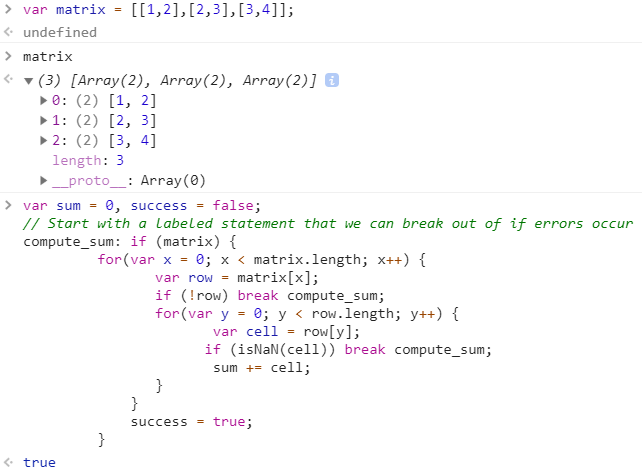 > var matrix = [[1,2],[2,3],[3,4]];
< undefined
> matrix
< ▼ (3) [Array(2), Array(2), Array(2)] i
▶ 0: (2) [1, 2]
▶ 1: (2) [2, 3]
▶ 2: (2) [3, 4]
length: 3
▶ __proto__: Array(0)
> var sum = 0, success = false;
// Start with a labeled statement that we can break out of if errors occur
compute_sum: if (matrix) {
for(var x = 0; x < matrix.length; x++) {
var row = matrix[x];
if (!row) break compute_sum;
for(var y = 0; y < row.length; y++) {
var cell = row[y];
if (isNaN(cell)) break compute_sum;
sum += cell;
}
}
success = true;
}
< true